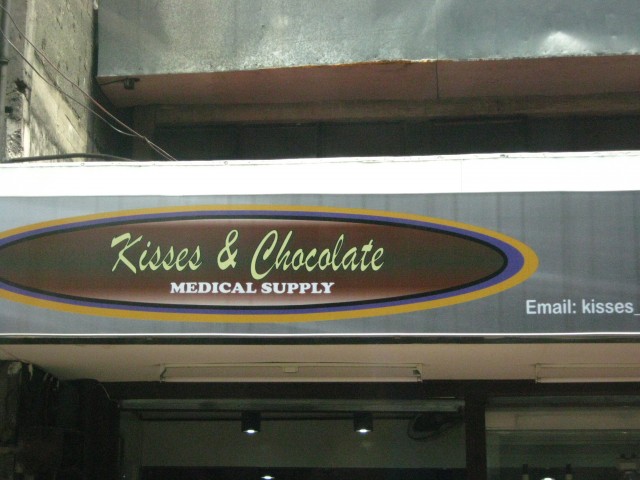 Kisses & Chocolate
MEDICAL SUPPLY
Email: kisses_